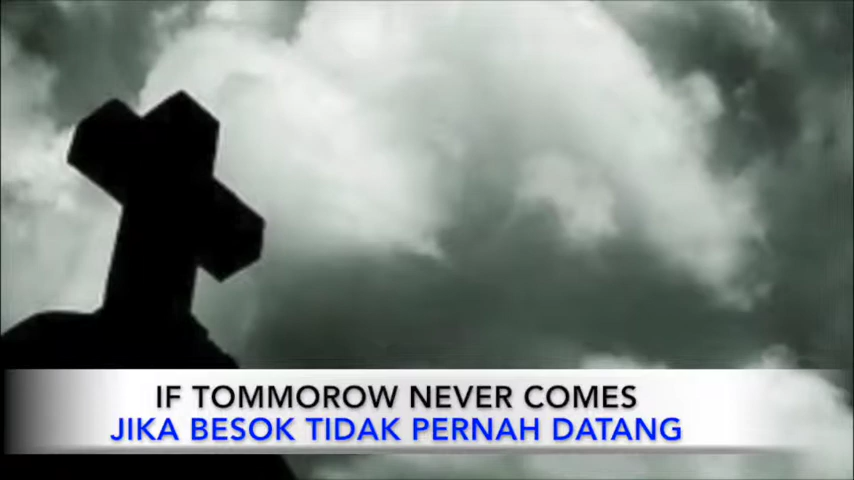 IF TOMMOROW NEVER COMES
JIKA BESOK TIDAK PERNAH DATANG